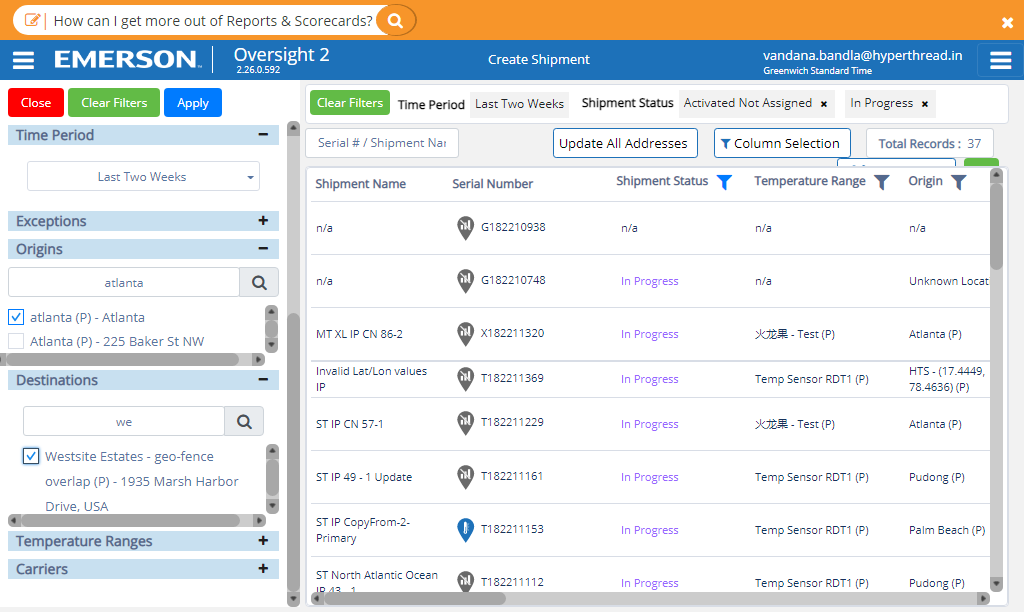 How can I get more out of Reports & Scorecards?
EMERSON.
Oversight 2
2.26.0.592
Create Shipment
vandana.bandla@hyperthread.in
Greenwich Standard Time
Close
Clear Filters
Apply
Time Period
Last Two Weeks
Exceptions
Origins
atlanta
atlanta (P) - Atlanta
Atlanta (P) - 225 Baker St NW
Destinations
we
Westsite Estates - geo-fence
overlap (P) - 1935 Marsh Harbor
Drive, USA
Temperature Ranges
Carriers
Clear Filters Time Period Last Two Weeks Shipment Status Activated Not Assigned × In Progress ×
Serial # / Shipment Nar Update All Addresses Column Selection Total Records : 37
Shipment Name Serial Number Shipment Status Temperature Range Origin
n/a G182210938 n/a n/a n/a
n/a G182210748 In Progress n/a Unknown Locat
MT XL IP CN 86-2 X182211320 In Progress 火龙果 - Test (P) Atlanta (P)
Invalid Lat/Lon values
IP
T182211369 In Progress Temp Sensor RDT1 (P)
HTS - (17.4449,
78.4636) (P)
ST IP CN 57-1 T182211229 In Progress 火龙果 - Test (P) Atlanta (P)
ST IP 49 - 1 Update T182211161 In Progress Temp Sensor RDT1 (P) Pudong (P)
ST IP CopyFrom-2-
Primary
T182211153 In Progress Temp Sensor RDT1 (P) Palm Beach (P)
ST North Atlantic Ocean
IP 43 - 1
T182211112 In Progress Temp Sensor RDT1 (P) Pudong (P)